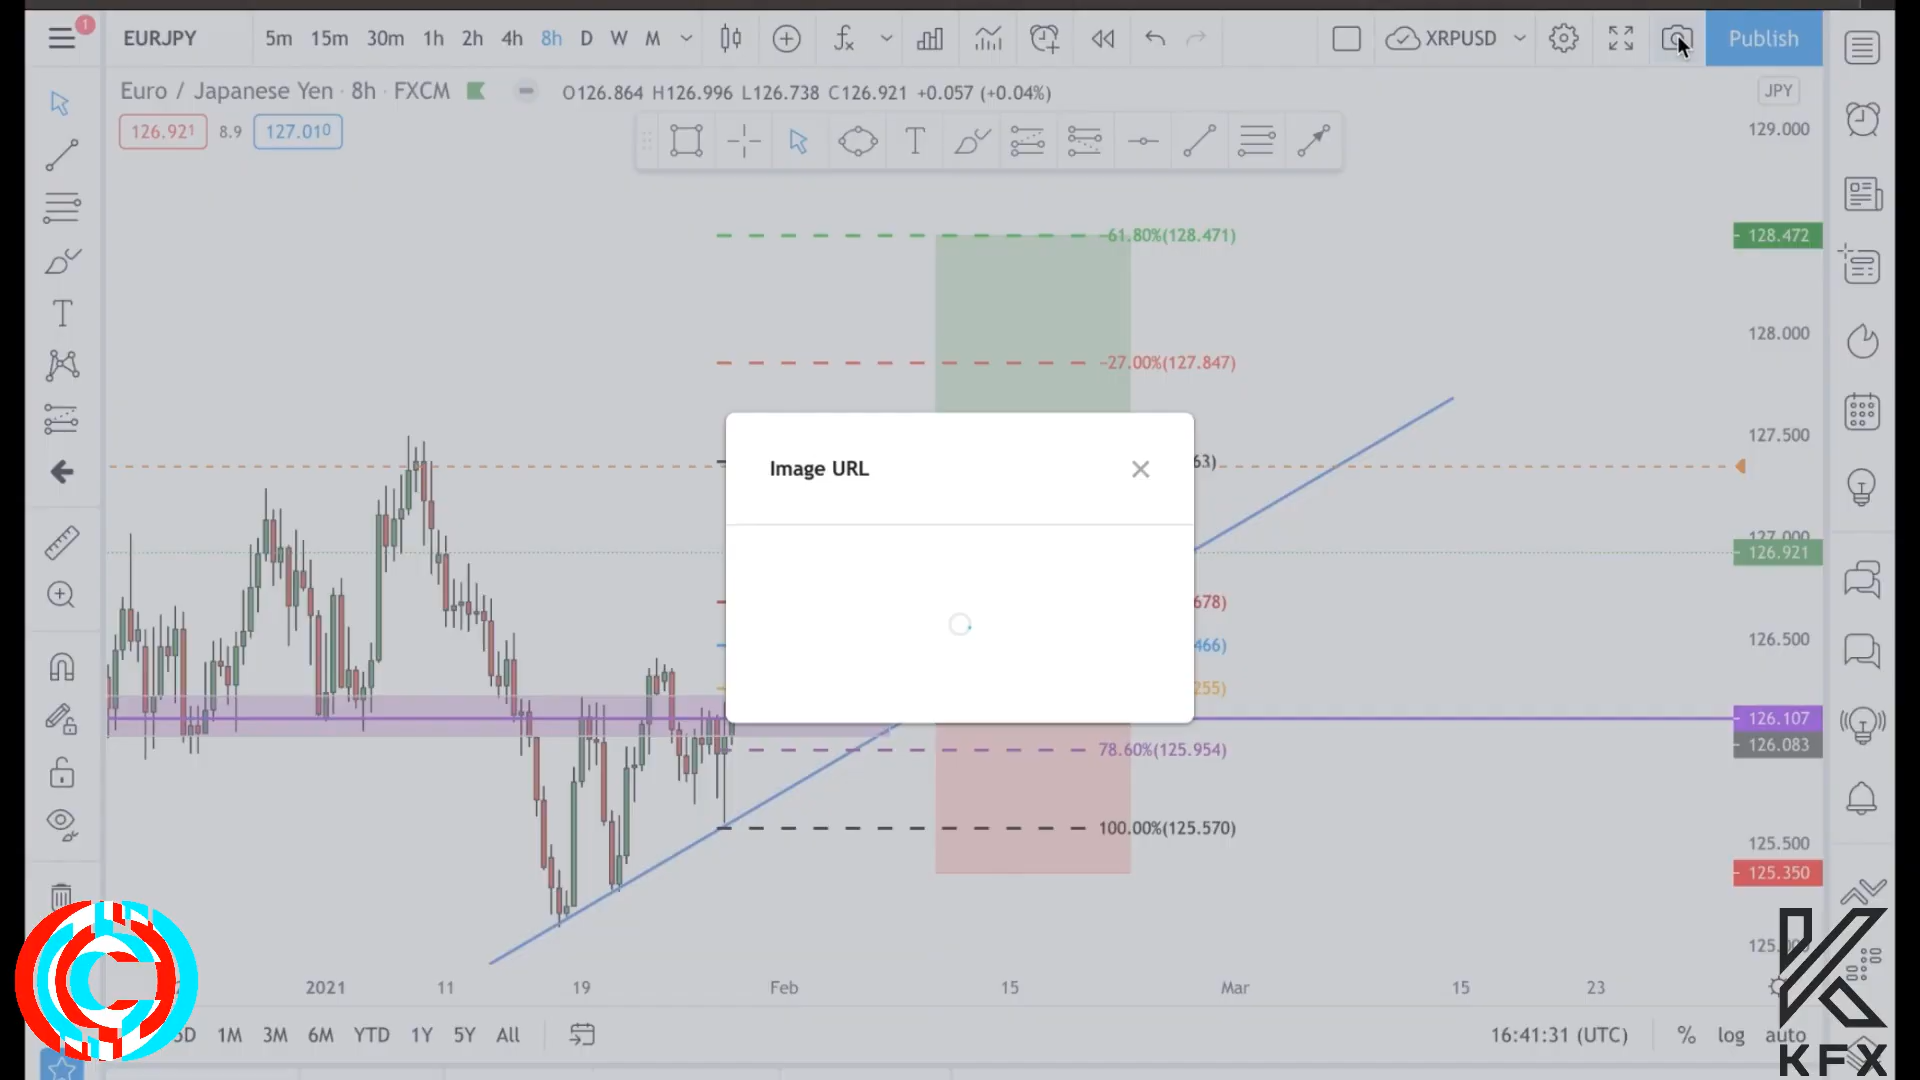 1
EURJPY 5m 15m 30m 1h 2h 4h 8h D W M XRPUSD Publish
Euro / Japanese Yen · 8h · FXCM O126.864 H126.996 L126.738 C126.921 +0.057 (+0.04%)
JPY
126.921 8.9 127.010
129.000
-61.80%(128.471)
128.472
128.000
-27.00%(127.847)
127.500
63)
Image URL
127.000
126.921
678)
126.500
466)
255)
126.107
126.083
78.60%(125.954)
100.00%(125.570)
125.500
125.350
2021 11 19 Feb 15 Mar 15 23
5D 1M 3M 6M YTD 1Y 5Y All
16:41:31 (UTC) % log auto
KFX